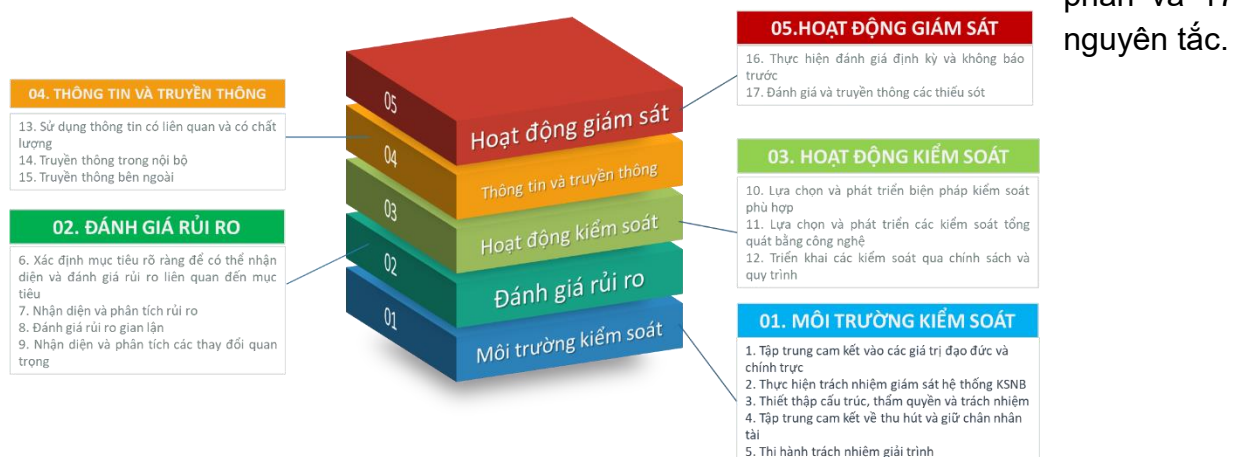 phần và 17
nguyên tắc.
05.HOẠT ĐỘNG GIÁM SÁT
16. Thực hiện đánh giá định kỳ và không báo
trước
17. Đánh giá và truyền thông các thiếu sót
04. THÔNG TIN VÀ TRUYỀN THÔNG
13. Sử dụng thông tin có liên quan và có chất
lượng
14. Truyền thông trong nội bộ
15. Truyền thông bên ngoài
05
Hoạt động giám sát
04
Thông tin và truyền thông
03
Hoạt động kiểm soát
02
Đánh giá rủi ro
01
Môi trường kiểm soát
03. HOẠT ĐỘNG KIỂM SOÁT
10. Lựa chọn và phát triển biện pháp kiểm soát
phù hợp
11. Lựa chọn và phát triển các kiểm soát tổng
quát bằng công nghệ
12. Triển khai các kiểm soát qua chính sách và
quy trình
02. ĐÁNH GIÁ RỦI RO
6. Xác định mục tiêu rõ ràng để có thể nhận
diện và đánh giá rủi ro liên quan đến mục
tiêu
7. Nhận diện và phân tích rủi ro
8. Đánh giá rủi ro gian lận
9. Nhận diện và phân tích các thay đổi quan
trọng
01. MÔI TRƯỜNG KIỂM SOÁT
1. Tập trung cam kết vào các giá trị đạo đức và
chính trực
2. Thực hiện trách nhiệm giám sát hệ thống KSNB
3. Thiết thập cấu trúc, thẩm quyền và trách nhiệm
4. Tập trung cam kết về thu hút và giữ chân nhân
tài
5. Thi hành trách nhiệm giải trình